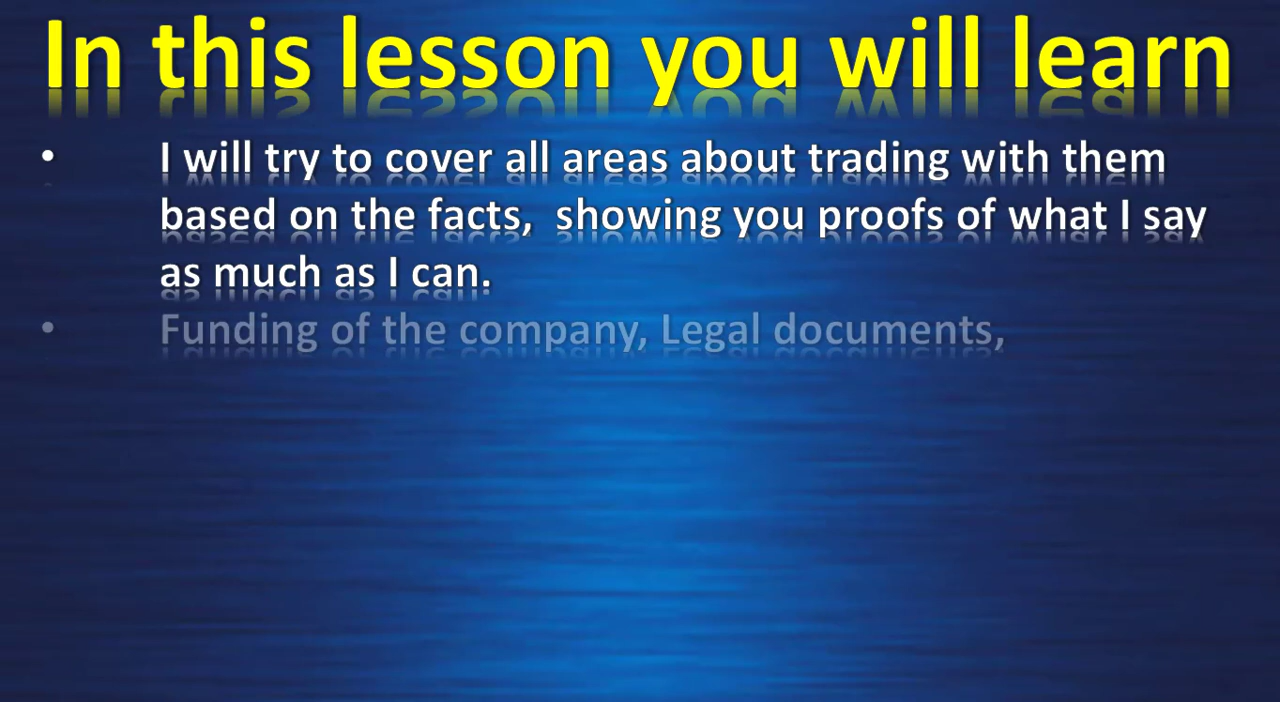 In this lesson you will learn
• I will try to cover all areas about trading with them
based on the facts,  showing you proofs of what I say
as much as I can.
• Funding of the company, Legal documents,